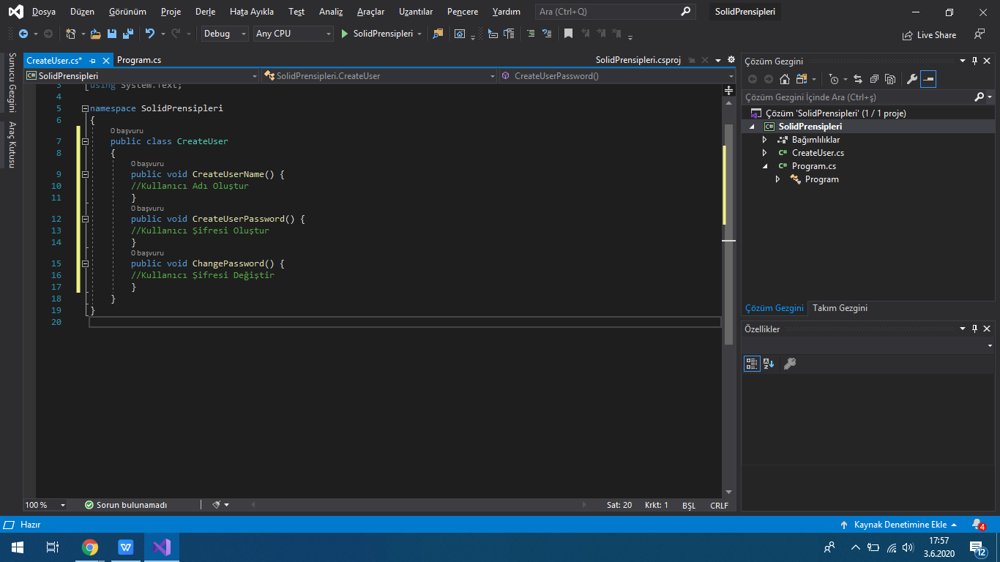 Dosya Düzen Görünüm Proje Derle Hata Ayıkla Test Analiz Araçlar Uzantılar Pencere Yardım Ara (Ctrl+Q) SolidPrensipleri
Debug Any CPU SolidPrensipleri Live Share
Sunucu Gezgini
Araç Kutusu
CreateUser.cs* Program.cs SolidPrensipleri.csproj
C# SolidPrensipleri SolidPrensipleri.CreateUser CreateUserPassword()
3 using System.Text;
4
5 namespace SolidPrensipleri
6 {
0 başvuru
7 public class CreateUser
8 {
0 başvuru
9 public void CreateUserName() {
10 //Kullanıcı Adı Oluştur
11 }
0 başvuru
12 public void CreateUserPassword() {
13 //Kullanıcı Şifresi Oluştur
14 }
0 başvuru
15 public void ChangePassword() {
16 //Kullanıcı Şifresi Değiştir
17 }
18 }
19 }
20
100 % Sorun bulunamadı Sat: 20 Krkt: 1 BŞL CRLF
Çözüm Gezgini
Çözüm Gezgini İçinde Ara (Ctrl+ş)
Çözüm 'SolidPrensipleri' (1 / 1 proje)
C# SolidPrensipleri
Bağımlılıklar
C# CreateUser.cs
C# Program.cs
Program
Çözüm Gezgini Takım Gezgini
Özellikler
Hazır Kaynak Denetimine Ekle 4
17:57
3.6.2020
12